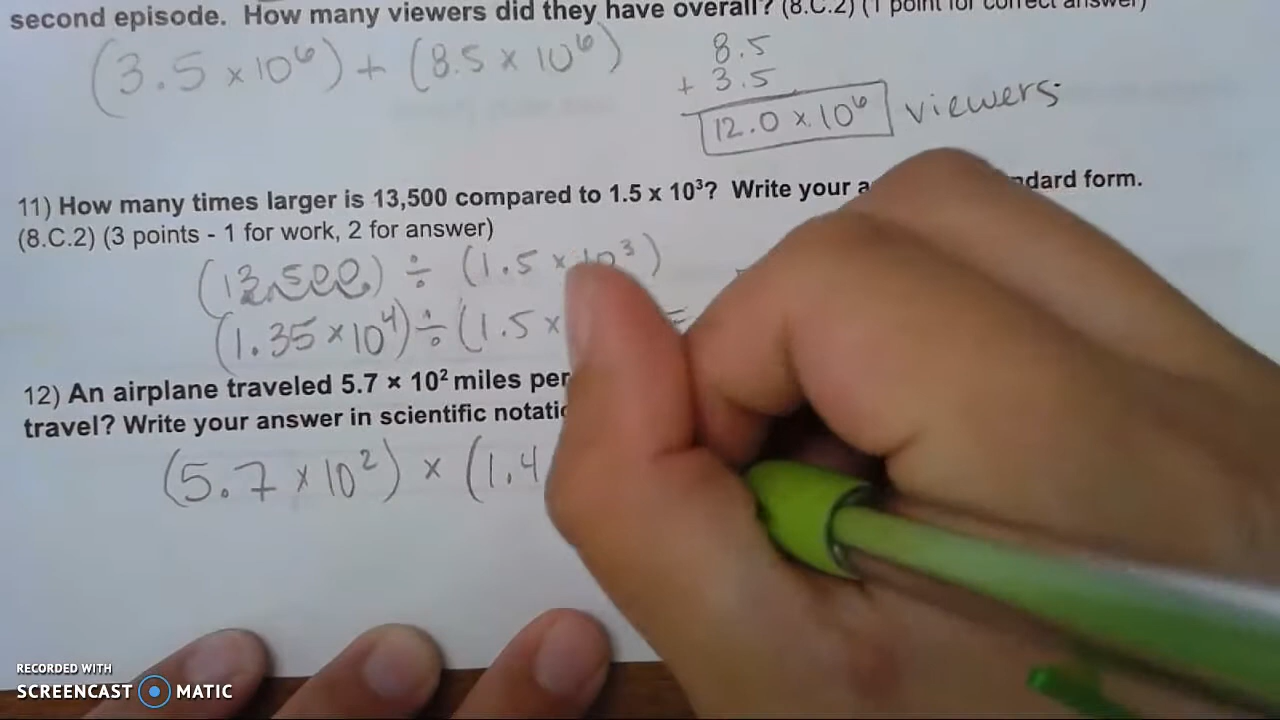 second episode. How many viewers did they have overall? (8.C.2) (1 point for correct answer)
(3.5 × 10⁶) + (8.5 × 10⁶)
8.5
+ 3.5
12.0 × 10⁶ viewers.
11) How many times larger is 13,500 compared to 1.5 x 10³? Write your a ndard form.
(8.C.2) (3 points - 1 for work, 2 for answer)
(13,500) ÷ (1.5 × 10³)
(1.35 × 10⁴) ÷ (1.5 × =
12) An airplane traveled 5.7 × 10² miles per
travel? Write your answer in scientific notatio
(5.7 × 10²) × (1.4
RECORDED WITH
SCREENCAST MATIC